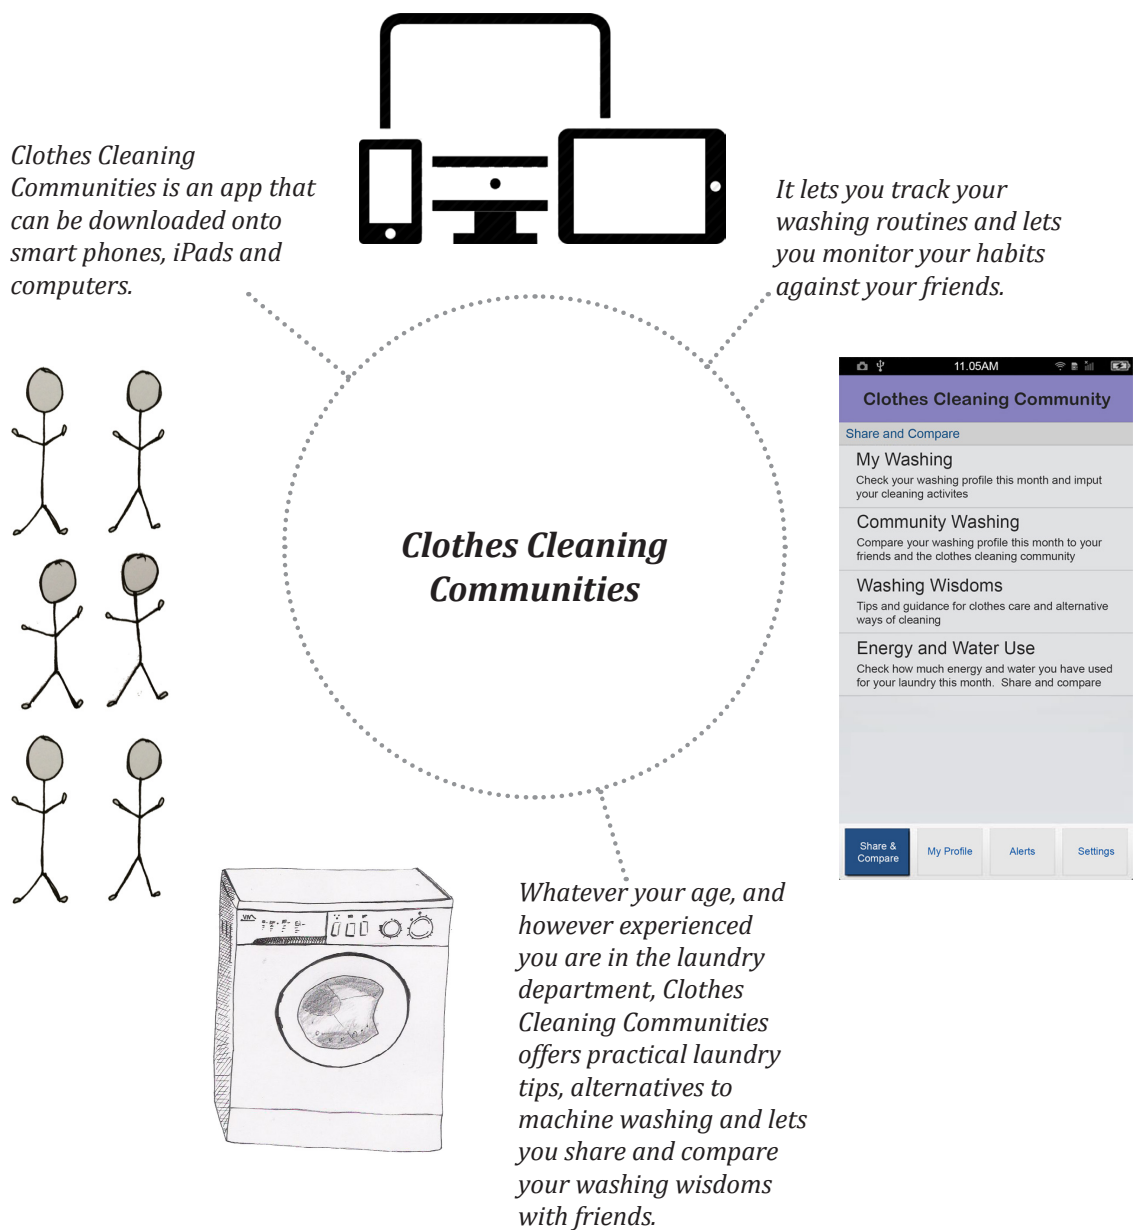 Clothes Cleaning
Communities is an app that
can be downloaded onto
smart phones, iPads and
computers.
It lets you track your
washing routines and lets
you monitor your habits
against your friends.
Clothes Cleaning
Communities
11.05AM
Clothes Cleaning Community
Share and Compare
My Washing
Check your washing profile this month and imput
your cleaning activites
Community Washing
Compare your washing profile this month to your
friends and the clothes cleaning community
Washing Wisdoms
Tips and guidance for clothes care and alternative
ways of cleaning
Energy and Water Use
Check how much energy and water you have used
for your laundry this month. Share and compare
Share &
Compare
My Profile
Alerts
Settings
Whatever your age, and
however experienced
you are in the laundry
department, Clothes
Cleaning Communities
offers practical laundry
tips, alternatives to
machine washing and lets
you share and compare
your washing wisdoms
with friends.